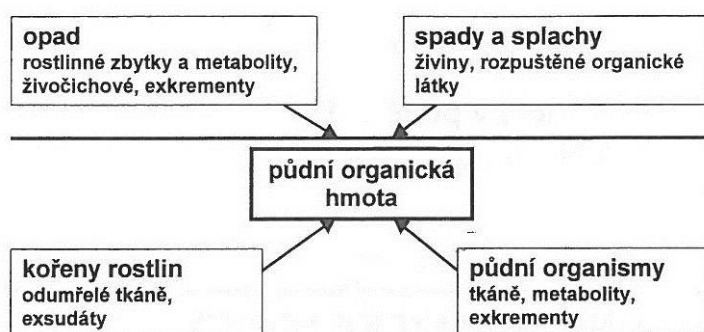 opad
rostlinné zbytky a metabolity,
živočichové, exkrementy
spady a splachy
živiny, rozpuštěné organické
látky
půdní organická
hmota
kořeny rostlin
odumřelé tkáně,
exsudáty
půdní organismy
tkáně, metabolity,
exkrementy